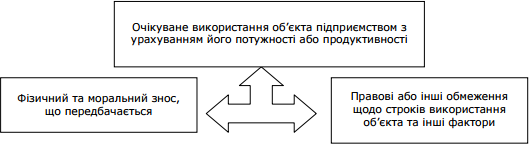 Очікуване використання об’єкта підприємством з
урахуванням його потужності або продуктивності
Фізичний та моральний знос,
що передбачається
Правові або інші обмеження
щодо строків використання
об’єкта та інші фактори